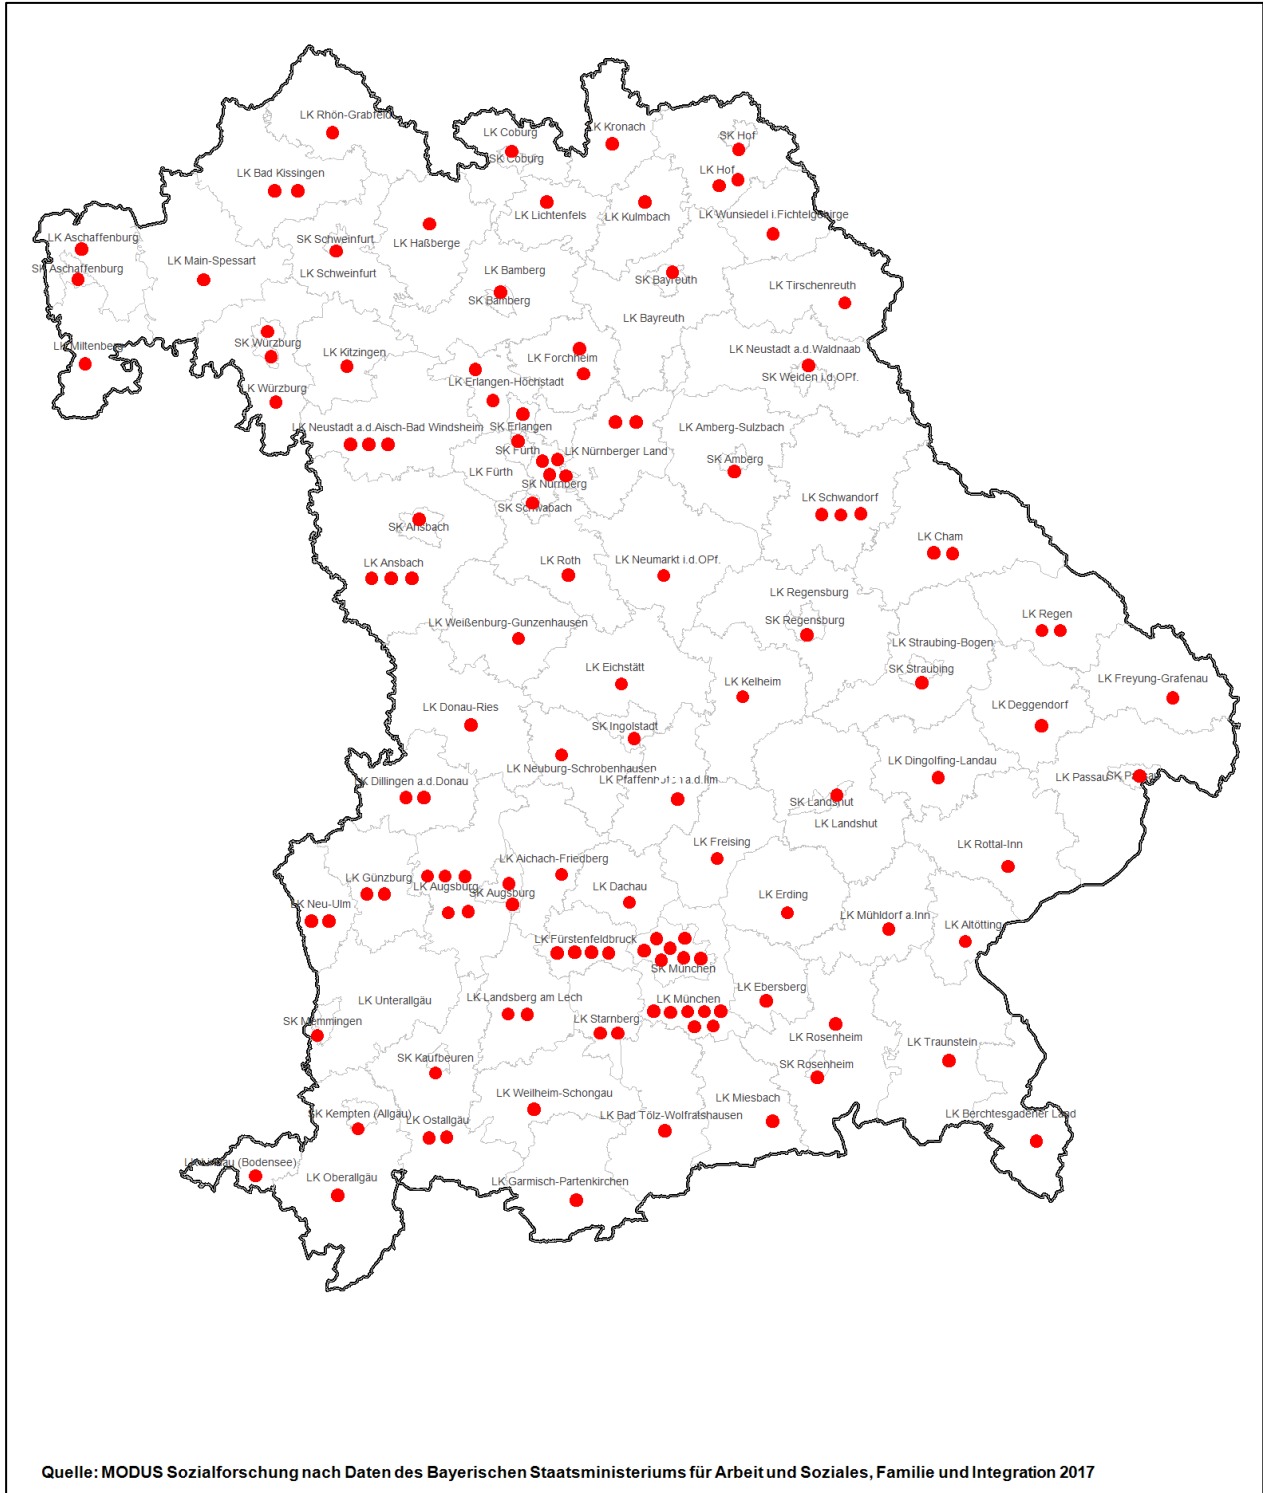 LK Rhön-Grabfeld
LK Coburg
LK Kronach
SK Hof
SK Coburg
LK Bad Kissingen
LK Hof
LK Lichtenfels
LK Kulmbach
LK Wunsiedel i.Fichtelgebirge
LK Aschaffenburg
SK Schweinfurt
LK Haßberge
SK Aschaffenburg
LK Main-Spessart
LK Schweinfurt
LK Bamberg
SK Bayreuth
LK Tirschenreuth
SK Bamberg
LK Bayreuth
LK Miltenberg
SK Würzburg
LK Kitzingen
LK Forchheim
LK Neustadt a.d.Waldnaab
LK Würzburg
LK Erlangen-Höchstadt
SK Weiden i.d.OPf.
LK Neustadt a.d.Aisch-Bad Windsheim
SK Erlangen
LK Amberg-Sulzbach
SK Fürth
LK Nürnberger Land
LK Fürth
SK Amberg
SK Nürnberg
LK Schwandorf
SK Schwabach
SK Ansbach
LK Cham
LK Ansbach
LK Roth
LK Neumarkt i.d.OPf.
LK Regensburg
LK Regen
LK Weißenburg-Gunzenhausen
SK Regensburg
LK Straubing-Bogen
LK Eichstätt
LK Kelheim
SK Straubing
LK Freyung-Grafenau
LK Donau-Ries
LK Deggendorf
SK Ingolstadt
LK Neuburg-Schrobenhausen
LK Dingolfing-Landau
LK Dillingen a.d.Donau
LK Pfaffenhofen a.d.Ilm
LK Passau
SK Passau
SK Landshut
LK Landshut
LK Freising
LK Rottal-Inn
LK Aichach-Friedberg
LK Günzburg
LK Augsburg
SK Augsburg
LK Dachau
LK Erding
LK Neu-Ulm
LK Mühldorf a.Inn
LK Altötting
LK Fürstenfeldbruck
SK München
LK Ebersberg
LK Unterallgäu
LK Landsberg am Lech
LK München
SK Memmingen
LK Starnberg
LK Rosenheim
LK Traunstein
SK Kaufbeuren
SK Rosenheim
LK Weilheim-Schongau
LK Miesbach
SK Kempten (Allgäu)
LK Ostallgäu
LK Bad Tölz-Wolfratshausen
LK Berchtesgadener Land
LK Lindau (Bodensee)
LK Oberallgäu
LK Garmisch-Partenkirchen
Quelle: MODUS Sozialforschung nach Daten des Bayerischen Staatsministeriums für Arbeit und Soziales, Familie und Integration 2017